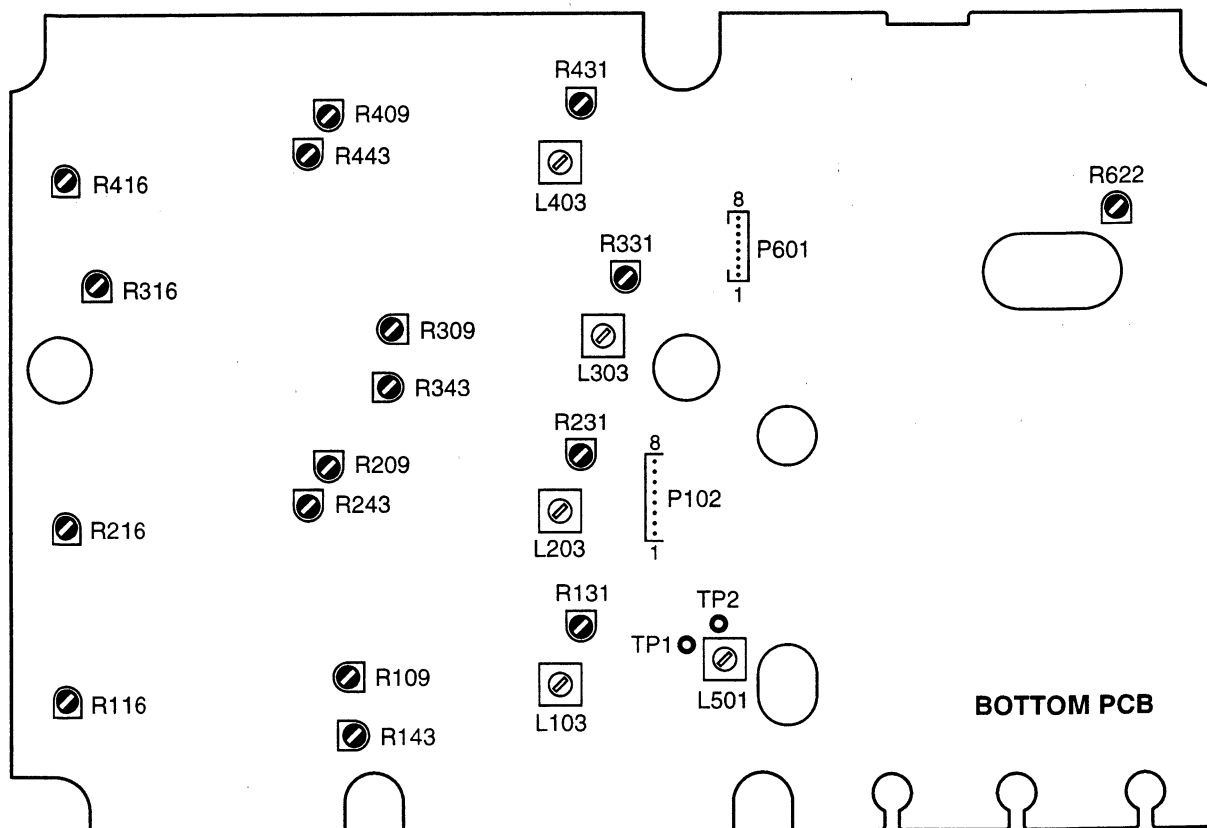 R431
R409
R443
R416
L403
R622
8
P601
1
R331
R316
R309
L303
R343
R231
8
R209
R243
P102
R216
L203
1
R131
TP2
TP1
R109
L501
R116
L103
BOTTOM PCB
R143